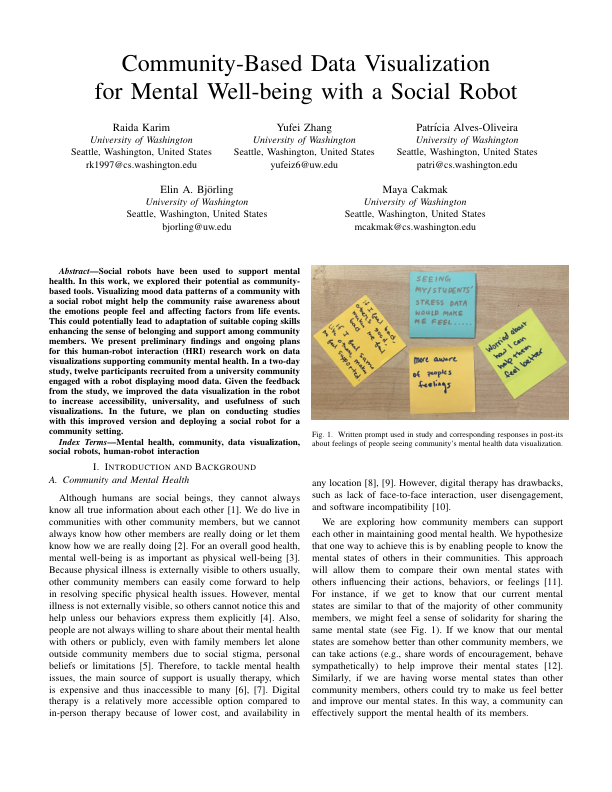 Community-Based Data Visualization
for Mental Well-being with a Social Robot
Raida Karim
University of Washington
Seattle, Washington, United States
rk1997@cs.washington.edu
Yufei Zhang
University of Washington
Seattle, Washington, United States
yufeiz6@uw.edu
Patrícia Alves-Oliveira
University of Washington
Seattle, Washington, United States
patri@cs.washington.edu
Elin A. Björling
University of Washington
Seattle, Washington, United States
bjorling@uw.edu
Maya Cakmak
University of Washington
Seattle, Washington, United States
mcakmak@cs.washington.edu
Abstract—Social robots have been used to support mental
health. In this work, we explored their potential as community-
based tools. Visualizing mood data patterns of a community with
a social robot might help the community raise awareness about
the emotions people feel and affecting factors from life events.
This could potentially lead to adaptation of suitable coping skills
enhancing the sense of belonging and support among community
members. We present preliminary findings and ongoing plans
for this human-robot interaction (HRI) research work on data
visualizations supporting community mental health. In a two-day
study, twelve participants recruited from a university community
engaged with a robot displaying mood data. Given the feedback
from the study, we improved the data visualization in the robot
to increase accessibility, universality, and usefulness of such
visualizations. In the future, we plan on conducting studies
with this improved version and deploying a social robot for a
community setting.
Index Terms—Mental health, community, data visualization,
social robots, human-robot interaction
I. Introduction and Background
A. Community and Mental Health
Although humans are social beings, they cannot always
know all true information about each other [1]. We do live in
communities with other community members, but we cannot
always know how other members are really doing or let them
know how we are really doing [2]. For an overall good health,
mental well-being is as important as physical well-being [3].
Because physical illness is externally visible to others usually,
other community members can easily come forward to help
in resolving specific physical health issues. However, mental
illness is not externally visible, so others cannot notice this and
help unless our behaviors express them explicitly [4]. Also,
people are not always willing to share about their mental health
with others or publicly, even with family members let alone
outside community members due to social stigma, personal
beliefs or limitations [5]. Therefore, to tackle mental health
issues, the main source of support is usually therapy, which
is expensive and thus inaccessible to many [6], [7]. Digital
therapy is a relatively more accessible option compared to
in-person therapy because of lower cost, and availability in
SEEING
MY/STUDENTS'
STRESS DATA
WOULD MAKE
ME FEEL.....
more aware
of peoples
feelings
Worried about
how I can
help them
feel better
Fig. 1. Written prompt used in study and corresponding responses in post-its
about feelings of people seeing community's mental health data visualization.
any location [8], [9]. However, digital therapy has drawbacks,
such as lack of face-to-face interaction, user disengagement,
and software incompatibility [10].
We are exploring how community members can support
each other in maintaining good mental health. We hypothesize
that one way to achieve this is by enabling people to know the
mental states of others in their communities. This approach
will allow them to compare their own mental states with
others influencing their actions, behaviors, or feelings [11].
For instance, if we get to know that our current mental
states are similar to that of the majority of other community
members, we might feel a sense of solidarity for sharing the
same mental state (see Fig. 1). If we know that our mental
states are somehow better than other community members, we
can take actions (e.g., share words of encouragement, behave
sympathetically) to help improve their mental states [12].
Similarly, if we are having worse mental states than other
community members, others could try to make us feel better
and improve our mental states. In this way, a community can
effectively support the mental health of its members.